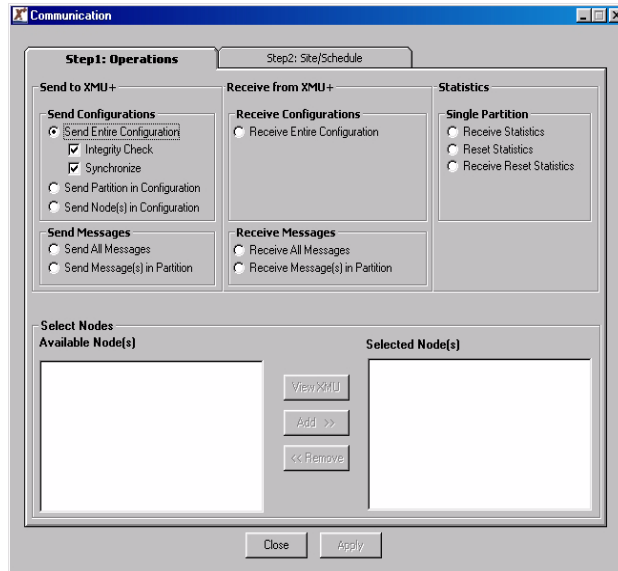 Communication
Step1: Operations
Step2: Site/Schedule
Send to XMU+
Receive from XMU+
Statistics
Send Configurations
Send Entire Configuration
Integrity Check
Synchronize
Send Partition in Configuration
Send Node(s) in Configuration
Receive Configurations
Receive Entire Configuration
Single Partition
Receive Statistics
Reset Statistics
Receive Reset Statistics
Send Messages
Send All Messages
Send Message(s) in Partition
Receive Messages
Receive All Messages
Receive Message(s) in Partition
Select Nodes
Available Node(s)
Selected Node(s)
View XMU
Add >>
<< Remove
Close
Apply